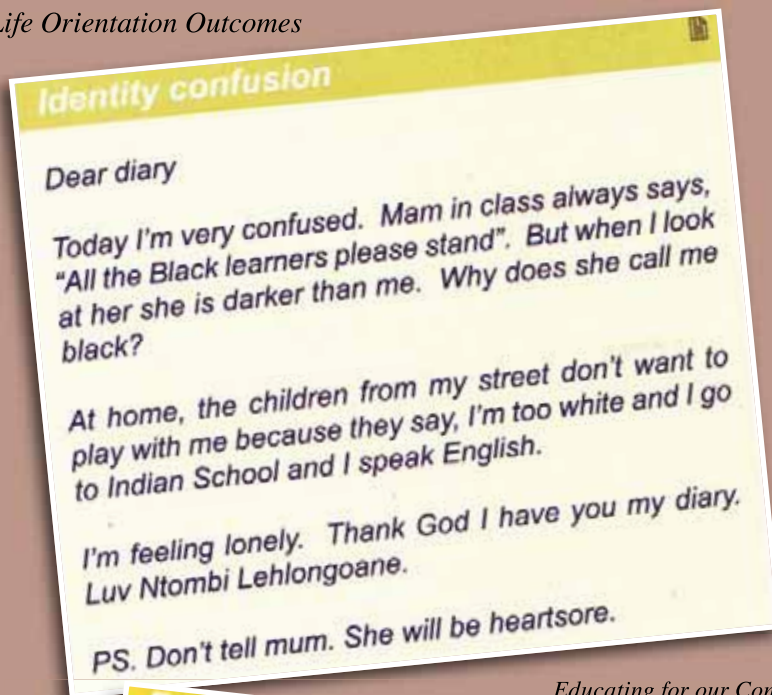 Life Orientation Outcomes
Identity confusion
Dear diary
Today I'm very confused. Mam in class always says,
"All the Black learners please stand". But when I look
at her she is darker than me. Why does she call me
black?
At home, the children from my street don't want to
play with me because they say, I'm too white and I go
to Indian School and I speak English.
I'm feeling lonely. Thank God I have you my diary.
Luv Ntombi Lehlongoane.
PS. Don't tell mum. She will be heartsore.
Educating for our